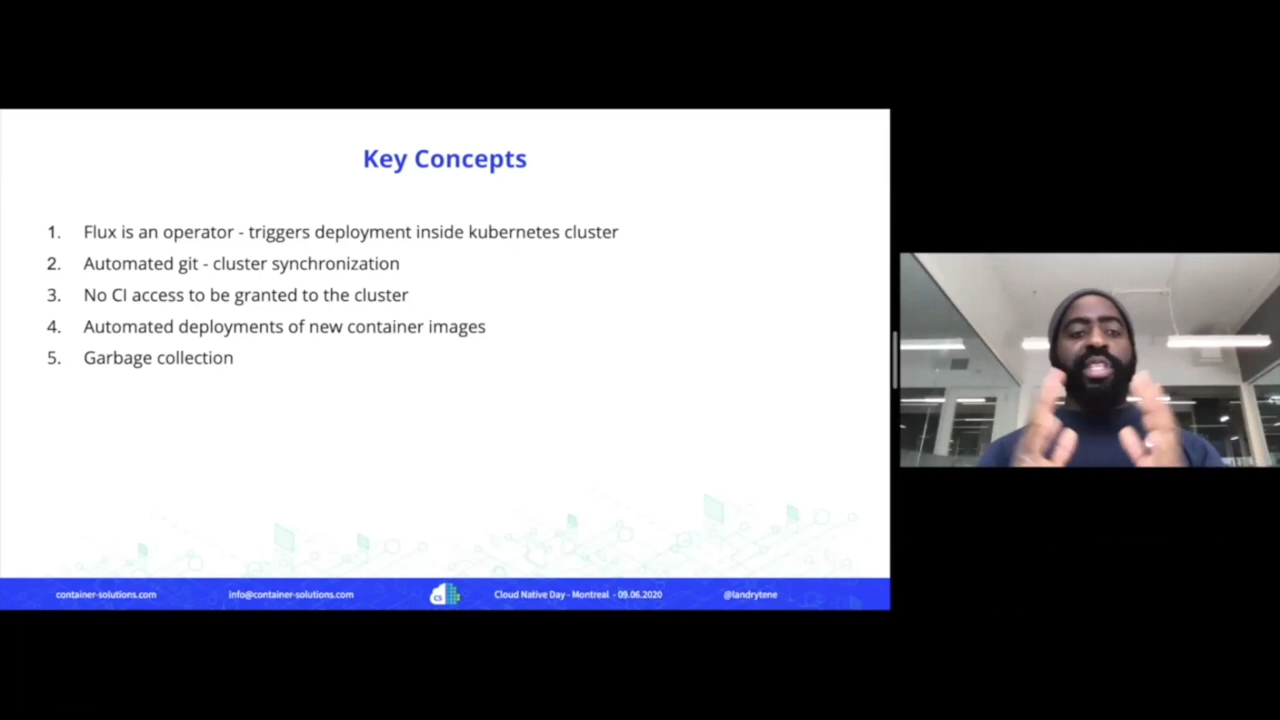 Key Concepts
1. Flux is an operator - triggers deployment inside kubernetes cluster
2. Automated git - cluster synchronization
3. No CI access to be granted to the cluster
4. Automated deployments of new container images
5. Garbage collection
container-solutions.com info@container-solutions.com CS Cloud Native Day - Montreal - 09.06.2020 @landrytene